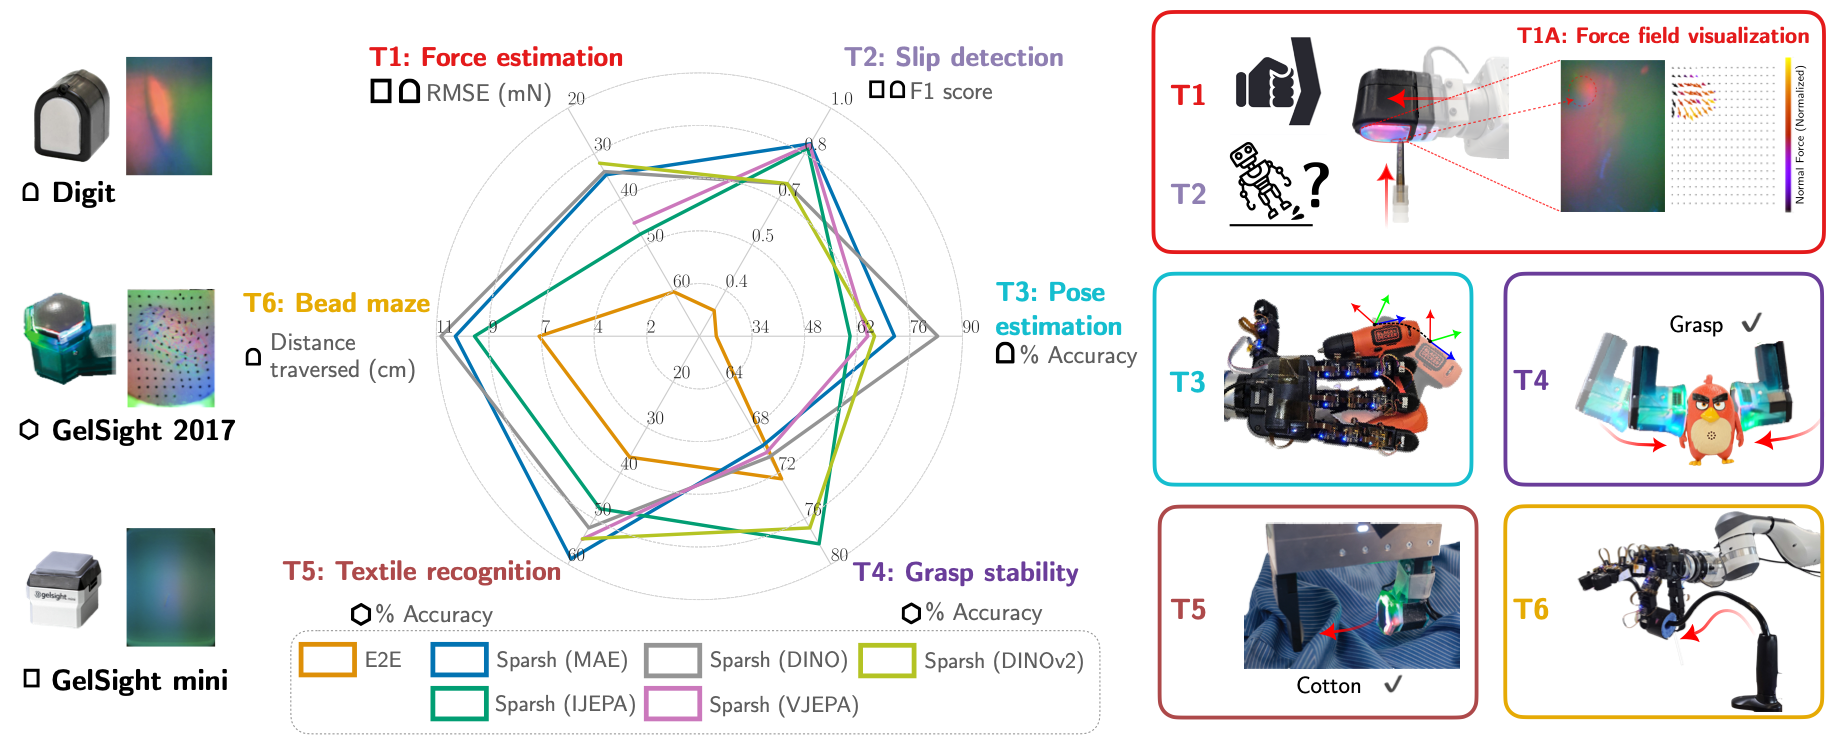 Digit
GelSight 2017
@gelsight
GelSight mini
T1: Force estimation
RMSE (mN)
T2: Slip detection
F1 score
T3: Pose
estimation
% Accuracy
T4: Grasp stability
% Accuracy
T5: Textile recognition
% Accuracy
T6: Bead maze
Distance
traversed (cm)
20
30
40
50
60
1.0
0.8
0.7
0.5
0.4
34
48
62
76
90
64
68
72
76
80
20
30
40
50
60
2
4
7
9
11
E2E
Sparsh (MAE)
Sparsh (DINO)
Sparsh (DINOv2)
Sparsh (IJEPA)
Sparsh (VJEPA)
T1A: Force field visualization
T1
T2
?
Normal Force (Normalized)
T3
T4
Grasp ✓
T5
Cotton ✓
T6